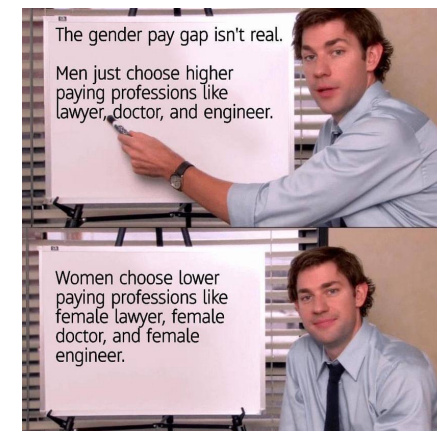 The gender pay gap isn't real.
Men just choose higher
paying professions like
lawyer, doctor, and engineer.
Women choose lower
paying professions like
female lawyer, female
doctor, and female
engineer.